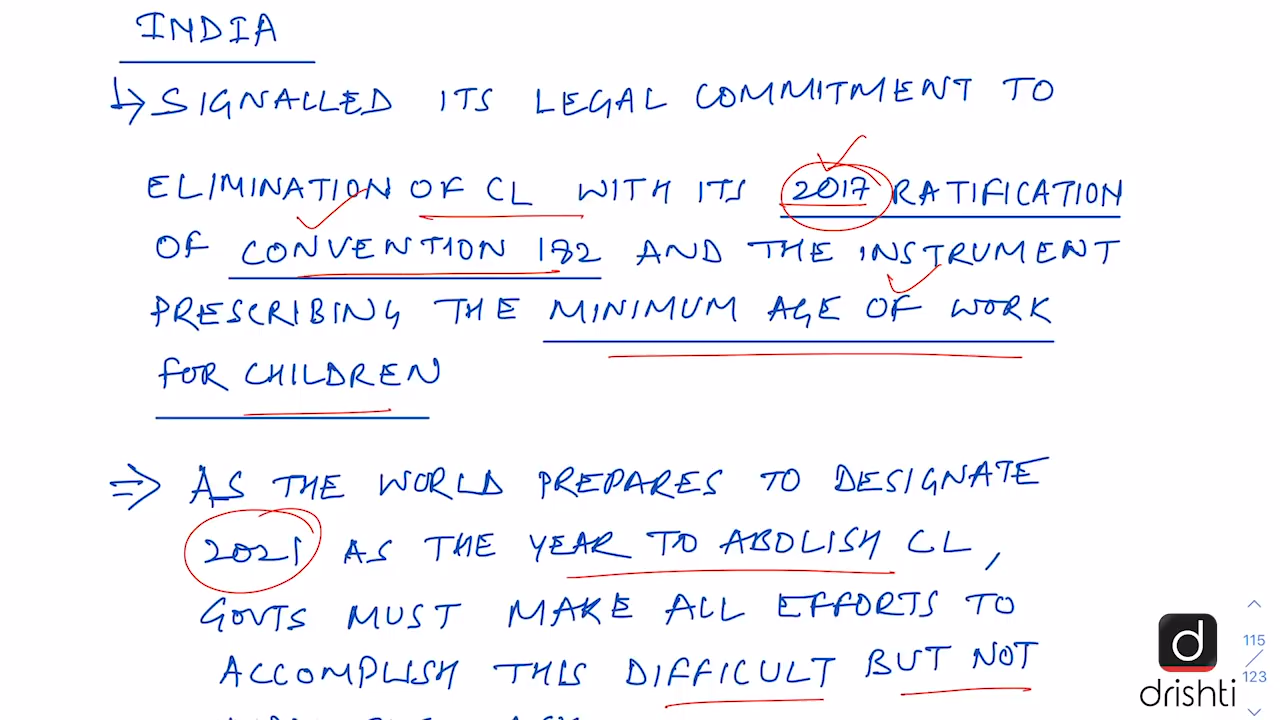 INDIA
↳ SIGNALLED ITS LEGAL COMMITMENT TO
ELIMINATION OF CL WITH ITS 2017 RATIFICATION
OF CONVENTION 182 AND THE INSTRUMENT
PRESCRIBING THE MINIMUM AGE OF WORK
FOR CHILDREN
⇒ AS THE WORLD PREPARES TO DESIGNATE
2021 AS THE YEAR TO ABOLISH CL,
GOVTS MUST MAKE ALL EFFORTS TO
ACCOMPLISH THIS DIFFICULT BUT NOT
d
drishti
115
/
123